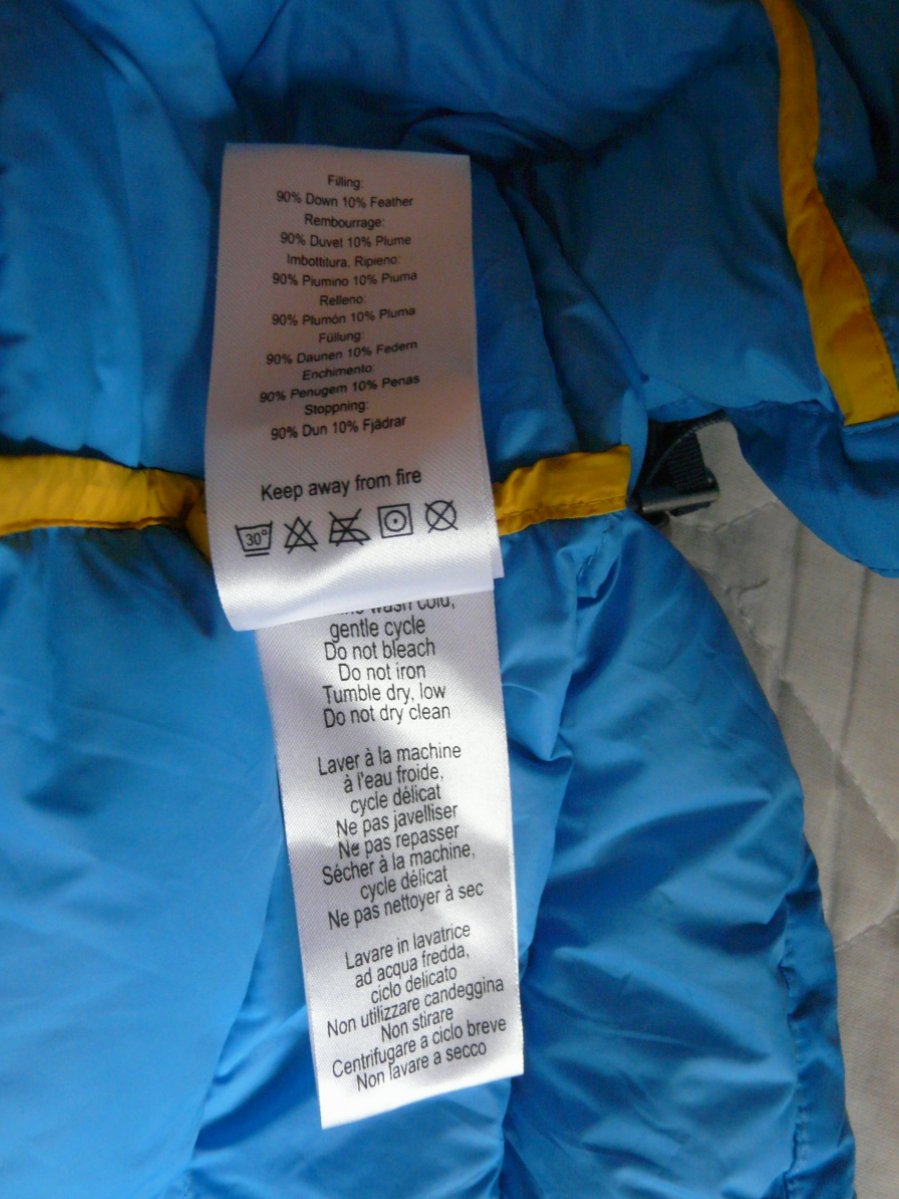 Filling:
90% Down 10% Feather
Rembourrage:
90% Duvet 10% Plume
Imbottitura, Ripieno:
90% Piumino 10% Piuma
Relleno:
90% Plumón 10% Pluma
Füllung:
90% Daunen 10% Federn
Enchimento:
90% Penugem 10% Penas
Stoppning:
90% Dun 10% Fjädrar
Keep away from fire
30°
wash cold,
gentle cycle
Do not bleach
Do not iron
Tumble dry, low
Do not dry clean
Laver à la machine
à l'eau froide,
cycle délicat
Ne pas javelliser
Ne pas repasser
Sécher à la machine,
cycle délicat
Ne pas nettoyer à sec
Lavare in lavatrice
ad acqua fredda,
ciclo delicato
Non utilizzare candeggina
Non stirare
Centrifugare a ciclo breve
Non lavare a secco